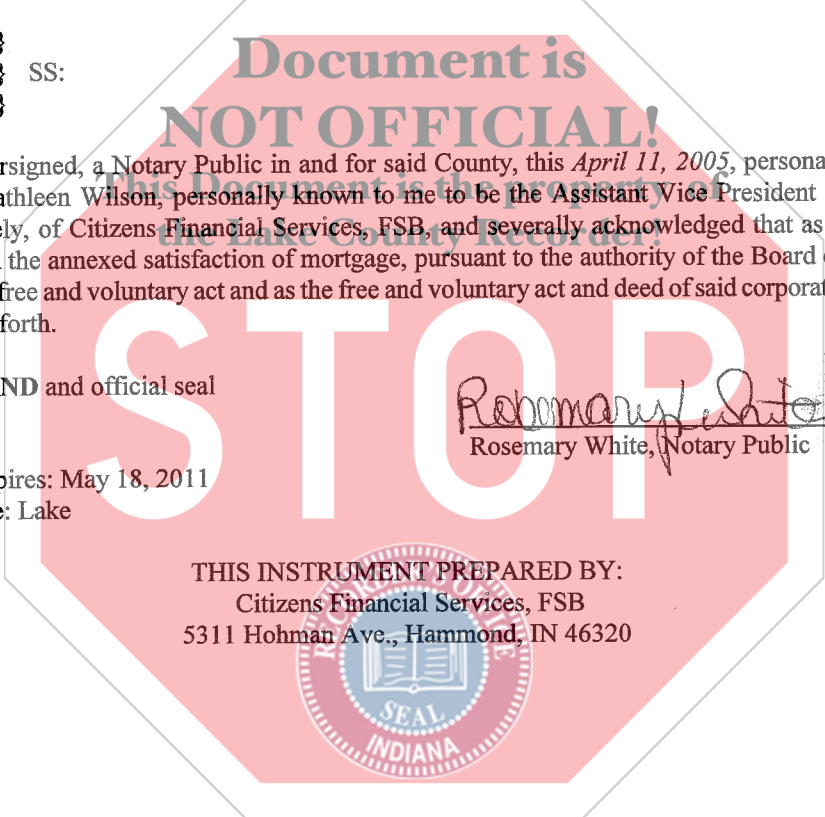 Document is
SS:
NOT OFFICIAL!
rsigned, a Notary Public in and for said County, this April 11, 2005, persona
This Document is the property of
athleen Wilson, personally known to me to be the Assistant Vice President
ly, of Citizens Financial Services, FSB, and severally acknowledged that as
the Lake County Recorder!
the annexed satisfaction of mortgage, pursuant to the authority of the Board
free and voluntary act and as the free and voluntary act and deed of said corporat
forth.
STOP
ND and official seal
Rosemary White
Rosemary White, Notary Public
pires: May 18, 2011
e: Lake
THIS INSTRUMENT PREPARED BY:
Citizens Financial Services, FSB
5311 Hohman Ave., Hammond, IN 46320
RECORDER'S OFFICE
SEAL
INDIANA